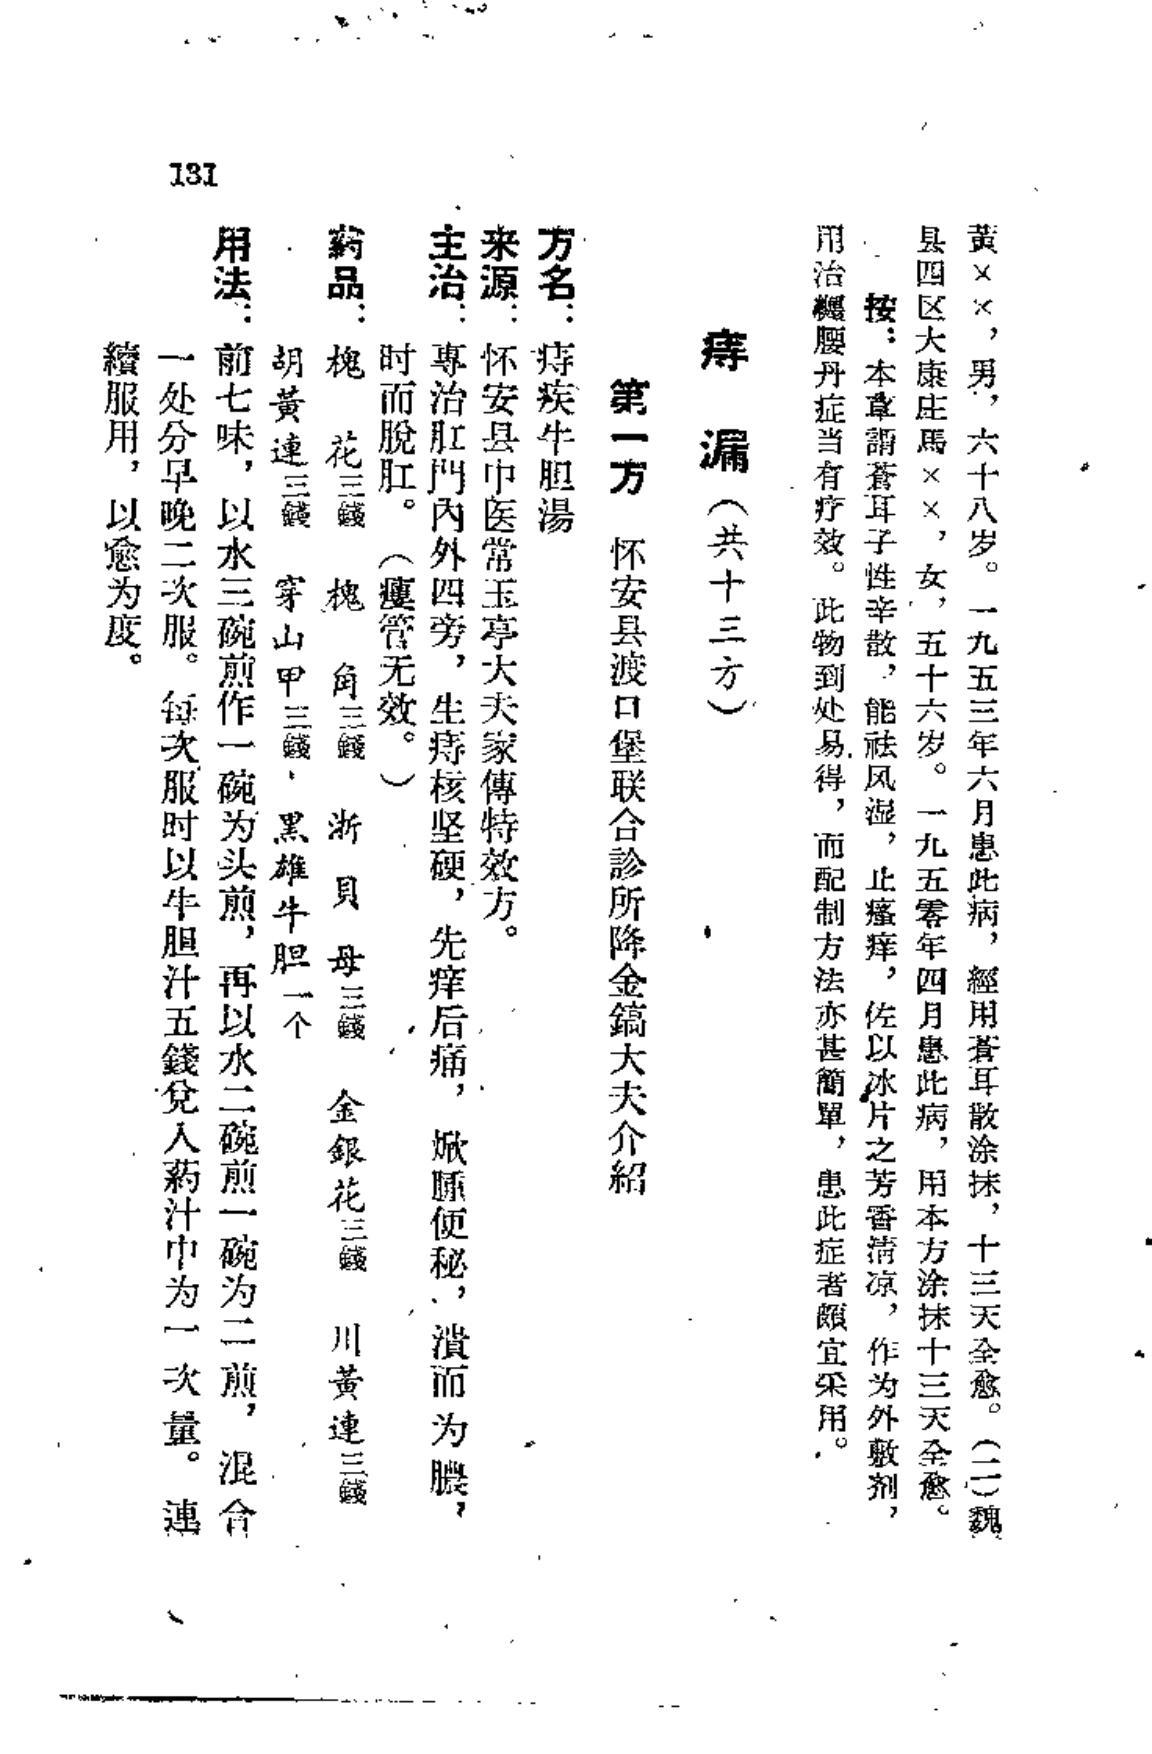 黃××，男，六十八岁。一九五三年六月患此病，經用蒼耳散涂抹，十三天全愈。（二）魏
县四区大康庄馬××，女，五十六岁。一九五零年四月患此病，用本方涂抹十三天全愈。
按：本草謂蒼耳子性辛散，能祛风湿，止瘙痒，佐以冰片之芳香清凉，作为外敷剂，
用治纏腰丹症当有疗效。此物到处易得，而配制方法亦甚簡單，患此症者頗宜采用。
痔漏（共十三方）
第一方 怀安县渡口堡联合診所降金鎬大夫介紹
方名：痔疾牛胆湯
来源：怀安县中医常玉亭大夫家傳特效方。
主治：專治肛門內外四旁，生痔核坚硬，先痒后痛，焮腫便秘，潰而为膿，
时而脫肛。（瘻管无效。）
葯品：槐花三錢 槐角三錢 浙貝母三錢 金銀花三錢 川黃連三錢
胡黃連三錢 穿山甲三錢 黑雄牛胆一个
用法：前七味，以水三碗煎作一碗为头煎，再以水二碗煎一碗为二煎，混合
一处分早晚二次服。每次服时以牛胆汁五錢兌入葯汁中为一次量。連
續服用，以愈为度。
131